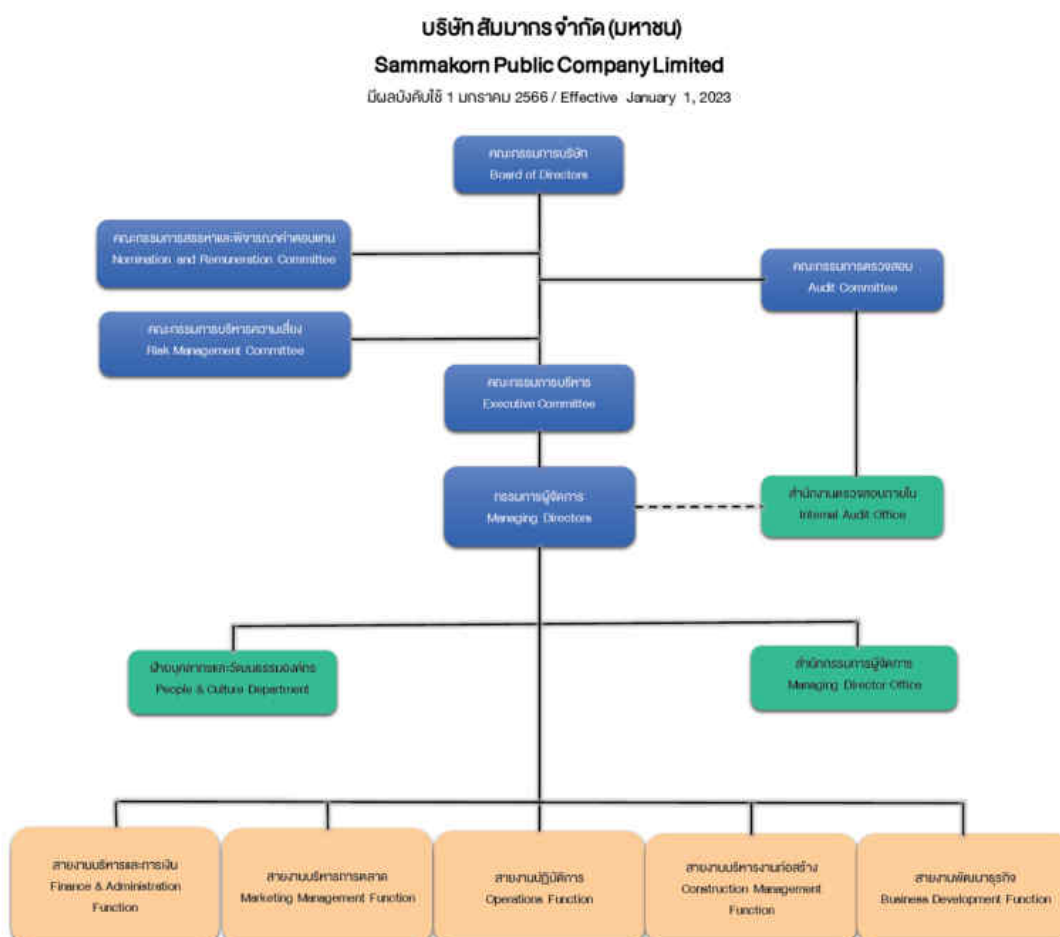 บริษัท สัมมากร จำกัด (มหาชน)
Sammakorn Public Company Limited
มีผลบังคับใช้ 1 มกราคม 2566 / Effective January 1, 2023
คณะกรรมการบริษัท
Board of Directors
คณะกรรมการสรรหาและพิจารณาค่าตอบแทน
Nomination and Remuneration Committee
คณะกรรมการตรวจสอบ
Audit Committee
คณะกรรมการบริหารความเสี่ยง
Risk Management Committee
คณะกรรมการบริหาร
Executive Committee
กรรมการผู้จัดการ
Managing Directors
สำนักงานตรวจสอบภายใน
Internal Audit Office
ฝ่ายบุคลากรและวัฒนธรรมองค์กร
People & Culture Department
สำนักกรรมการผู้จัดการ
Managing Director Office
สายงานบริหารและการเงิน
Finance & Administration
Function
สายงานบริหารการตลาด
Marketing Management Function
สายงานปฏิบัติการ
Operations Function
สายงานบริหารงานก่อสร้าง
Construction Management
Function
สายงานพัฒนาธุรกิจ
Business Development Function